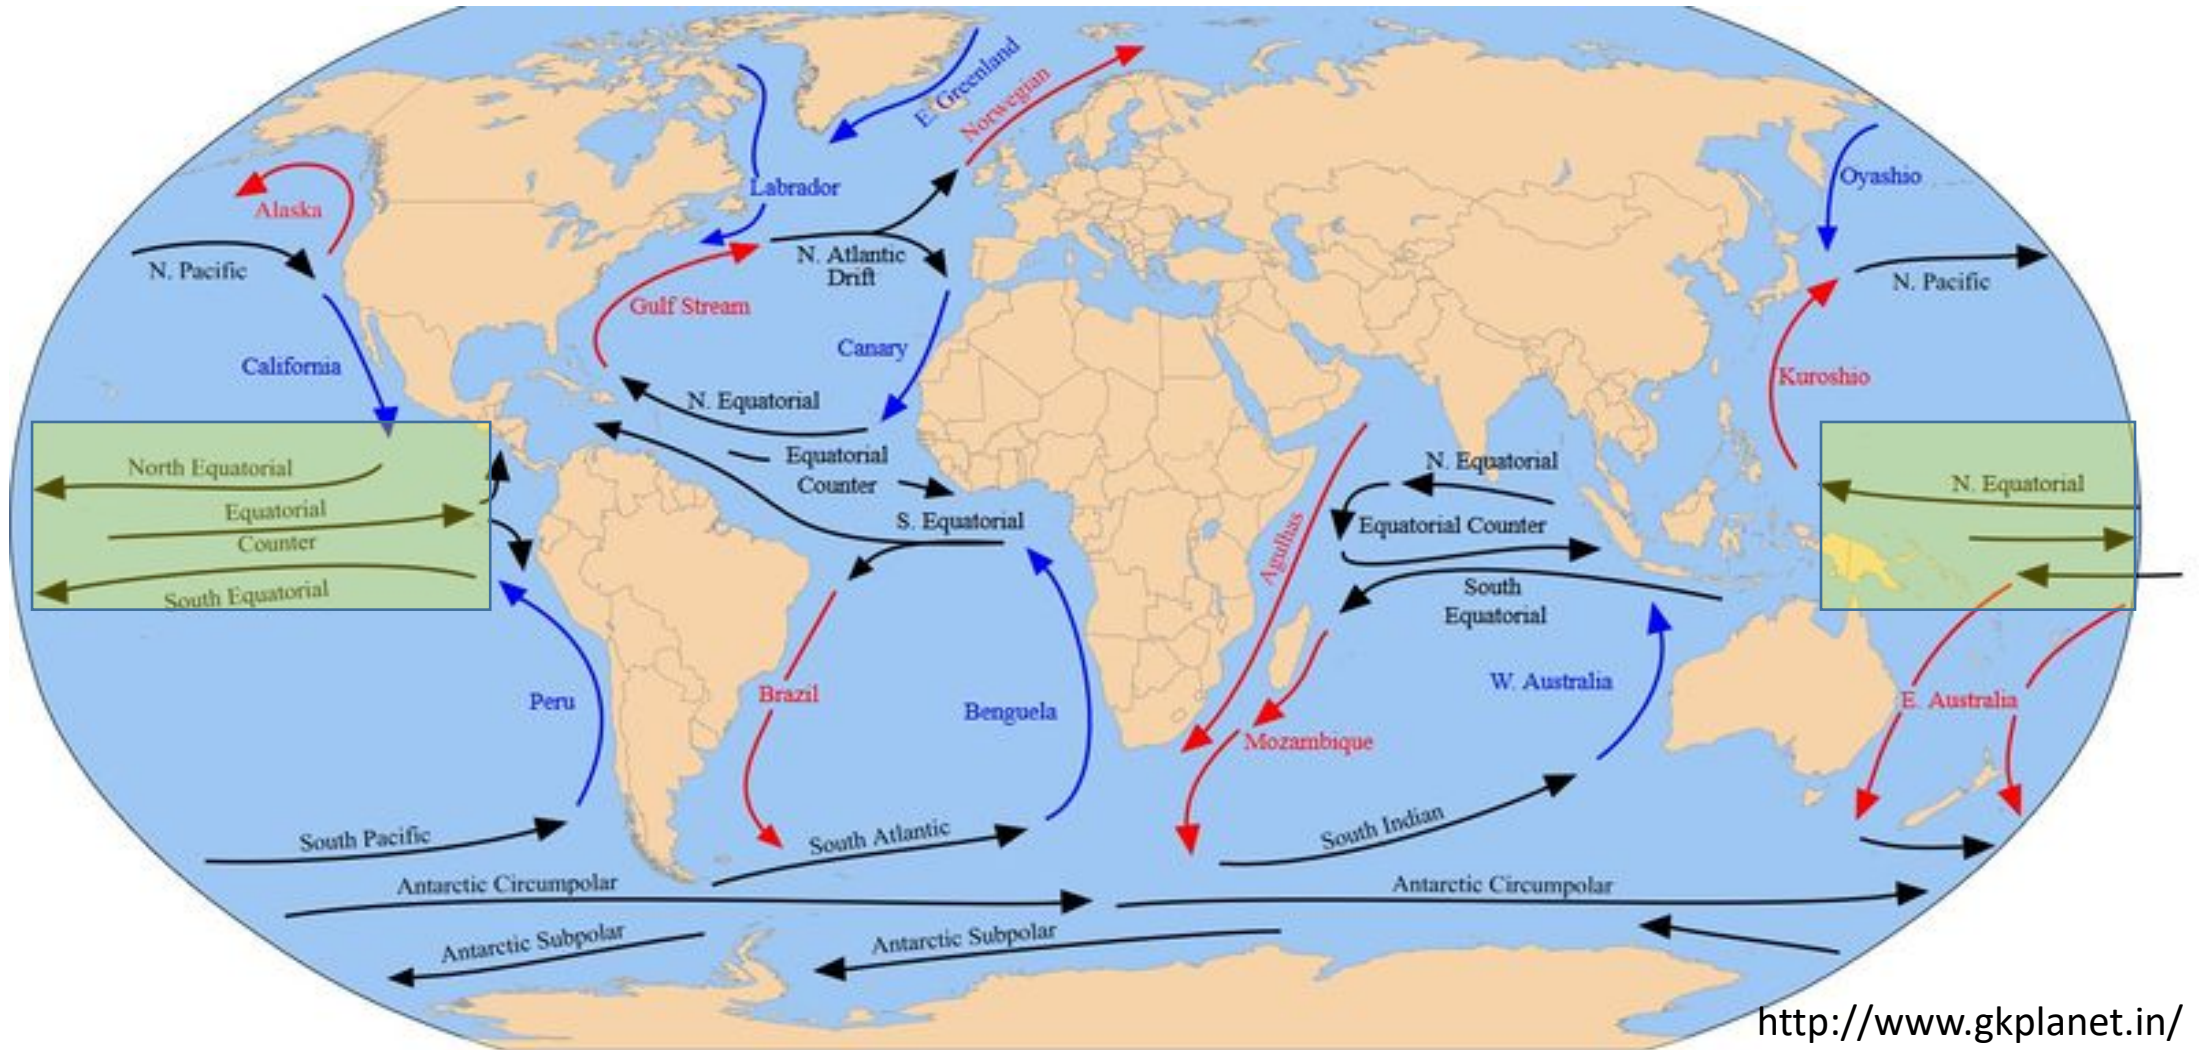 E. Greenland
Norwegian
Labrador
Oyashio
Alaska
N. Pacific
N. Atlantic
Drift
N. Pacific
Gulf Stream
California
Canary
Kuroshio
N. Equatorial
North Equatorial
Equatorial
Counter
South Equatorial
Equatorial
Counter
S. Equatorial
N. Equatorial
Equatorial Counter
South
Equatorial
N. Equatorial
Agulhas
Peru
Brazil
Benguela
Mozambique
W. Australia
E. Australia
South Pacific
South Atlantic
South Indian
Antarctic Circumpolar
Antarctic Circumpolar
Antarctic Subpolar
Antarctic Subpolar
http://www.gkplanet.in/